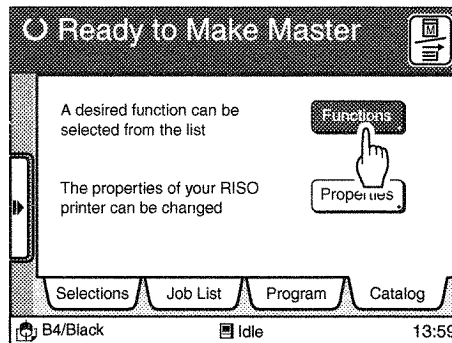 Ready to Make Master
M
A desired function can be
selected from the list
Functions
The properties of your RISO
printer can be changed
Properties
Selections
Job List
Program
Catalog
B4/Black
Idle
13:59